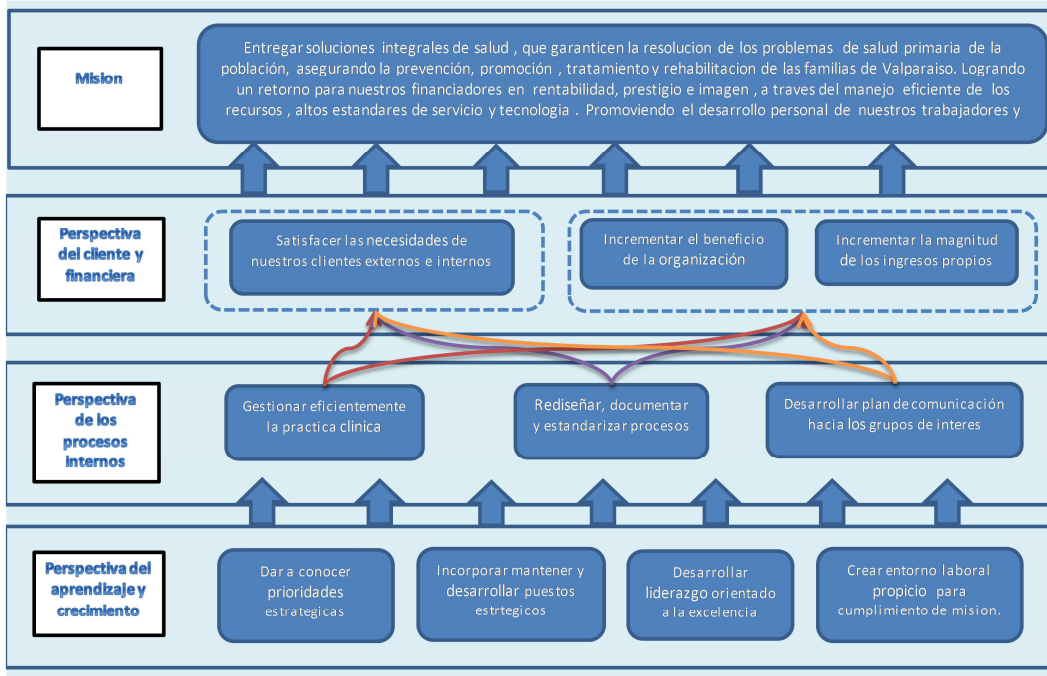 Mision
Entregar soluciones integrales de salud , que garanticen la resolucion de los problemas de salud primaria de la
población, asegurando la prevención, promoción , tratamiento y rehabilitacion de las familias de Valparaiso. Logrando
un retorno para nuestros financiadores en rentabilidad, prestigio e imagen , a traves del manejo eficiente de los
recursos , altos estandares de servicio y tecnologia . Promoviendo el desarrollo personal de nuestros trabajadores y
Perspectiva
del cliente y
financiera
Satisfacer las necesidades de
nuestros clientes externos e internos
Incrementar el beneficio
de la organización
Incrementar la magnitud
de los ingresos propios
Perspectiva
de los
procesos
internos
Gestionar eficientemente
la practica clinica
Rediseñar, documentar
y estandarizar procesos
Desarrollar plan de comunicación
hacia los grupos de interes
Perspectiva del
aprendizaje y
crecimiento
Dar a conocer
prioridades
estrategicas
Incorporar mantener y
desarrollar puestos
estrtegicos
Desarrollar
liderazgo orientado
a la excelencia
Crear entorno laboral
propicio para
cumplimiento de mision.